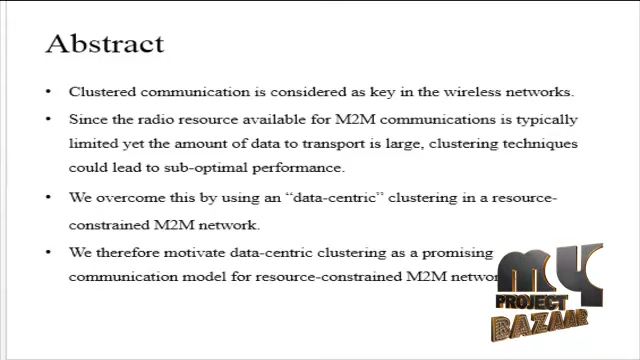 Abstract
• Clustered communication is considered as key in the wireless networks.
• Since the radio resource available for M2M communications is typically
limited yet the amount of data to transport is large, clustering techniques
could lead to sub-optimal performance.
• We overcome this by using an “data-centric” clustering in a resource-
constrained M2M network.
• We therefore motivate data-centric clustering as a promising
communication model for resource-constrained M2M networ
MY
PROJECT
BAZAAR